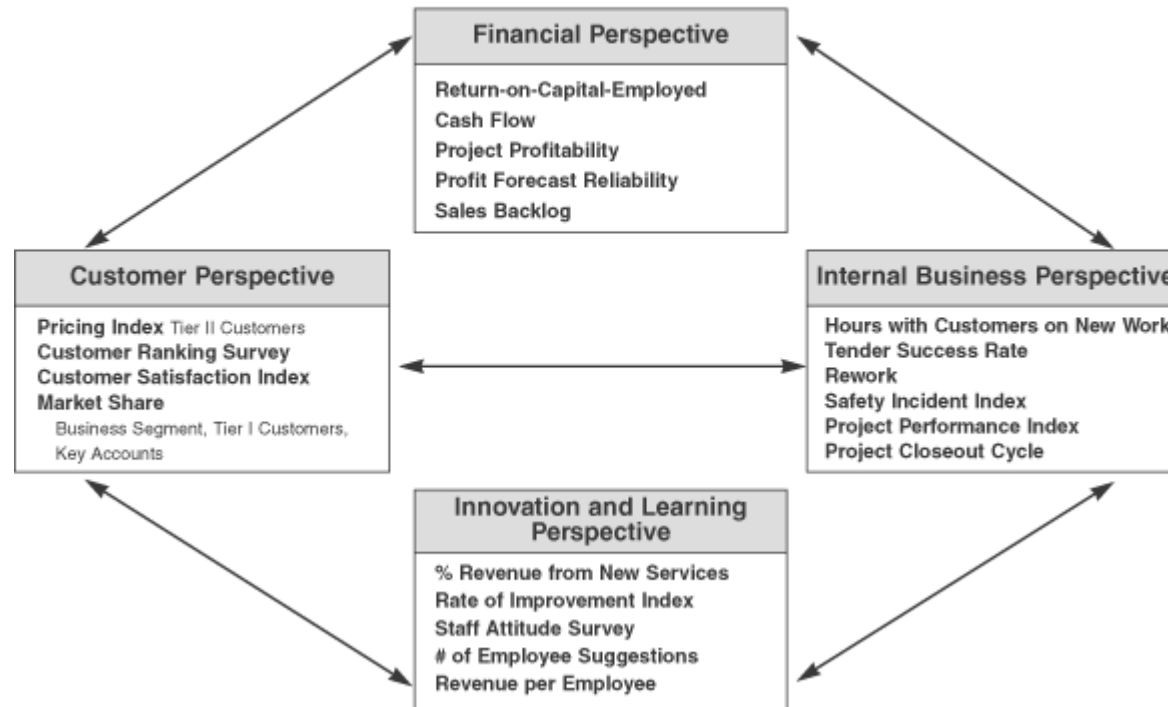 Financial Perspective
Return-on-Capital-Employed
Cash Flow
Project Profitability
Profit Forecast Reliability
Sales Backlog
Customer Perspective
Pricing Index Tier II Customers
Customer Ranking Survey
Customer Satisfaction Index
Market Share
Business Segment, Tier I Customers,
Key Accounts
Internal Business Perspective
Hours with Customers on New Work
Tender Success Rate
Rework
Safety Incident Index
Project Performance Index
Project Closeout Cycle
Innovation and Learning
Perspective
% Revenue from New Services
Rate of Improvement Index
Staff Attitude Survey
# of Employee Suggestions
Revenue per Employee